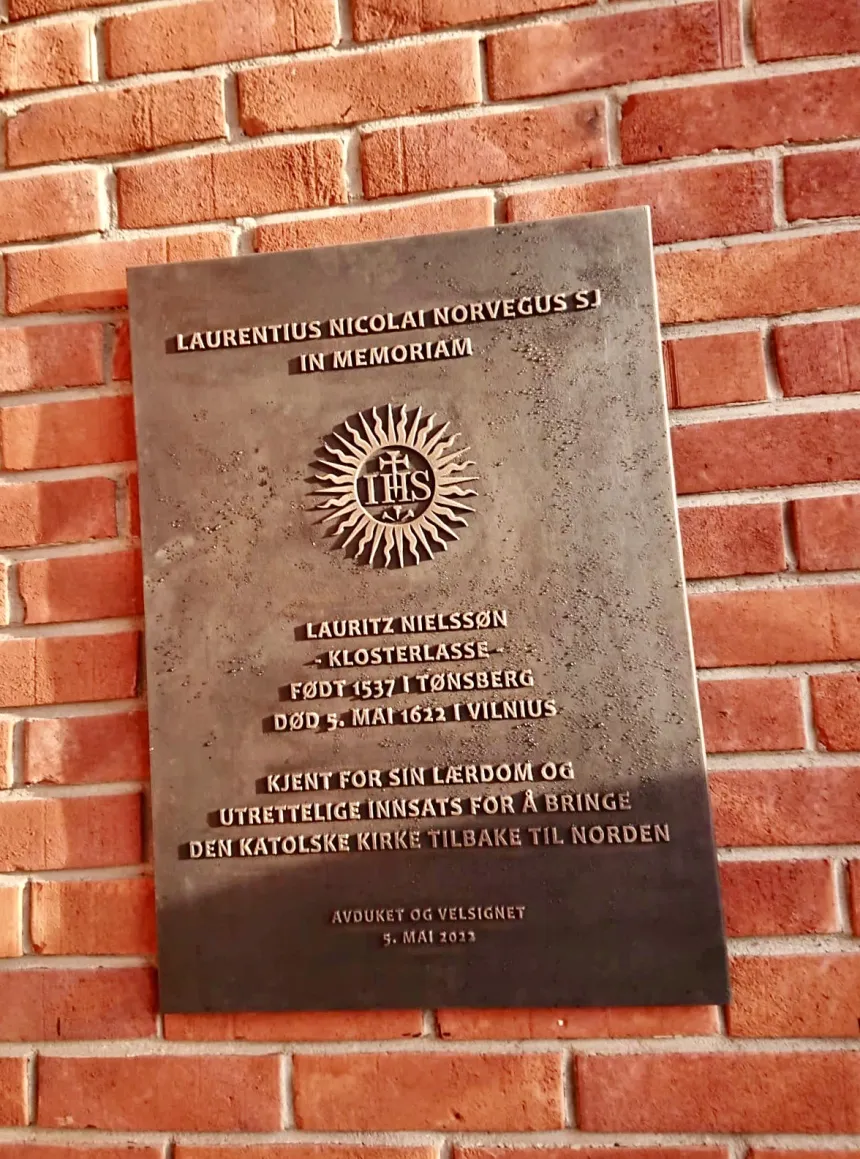 LAURENTIUS NICOLAI NORVEGUS SJ
IN MEMORIAM
IHS
LAURITZ NIELSSØN
- KLOSTERLASSE -
FØDT 1537 I TØNSBERG
DØD 5. MAI 1622 I VILNIUS
KJENT FOR SIN LÆRDOM OG
UTRETTELIGE INNSATS FOR Å BRINGE
DEN KATOLSKE KIRKE TILBAKE TIL NORDEN
AVDUKET OG VELSIGNET
5. MAI 2022